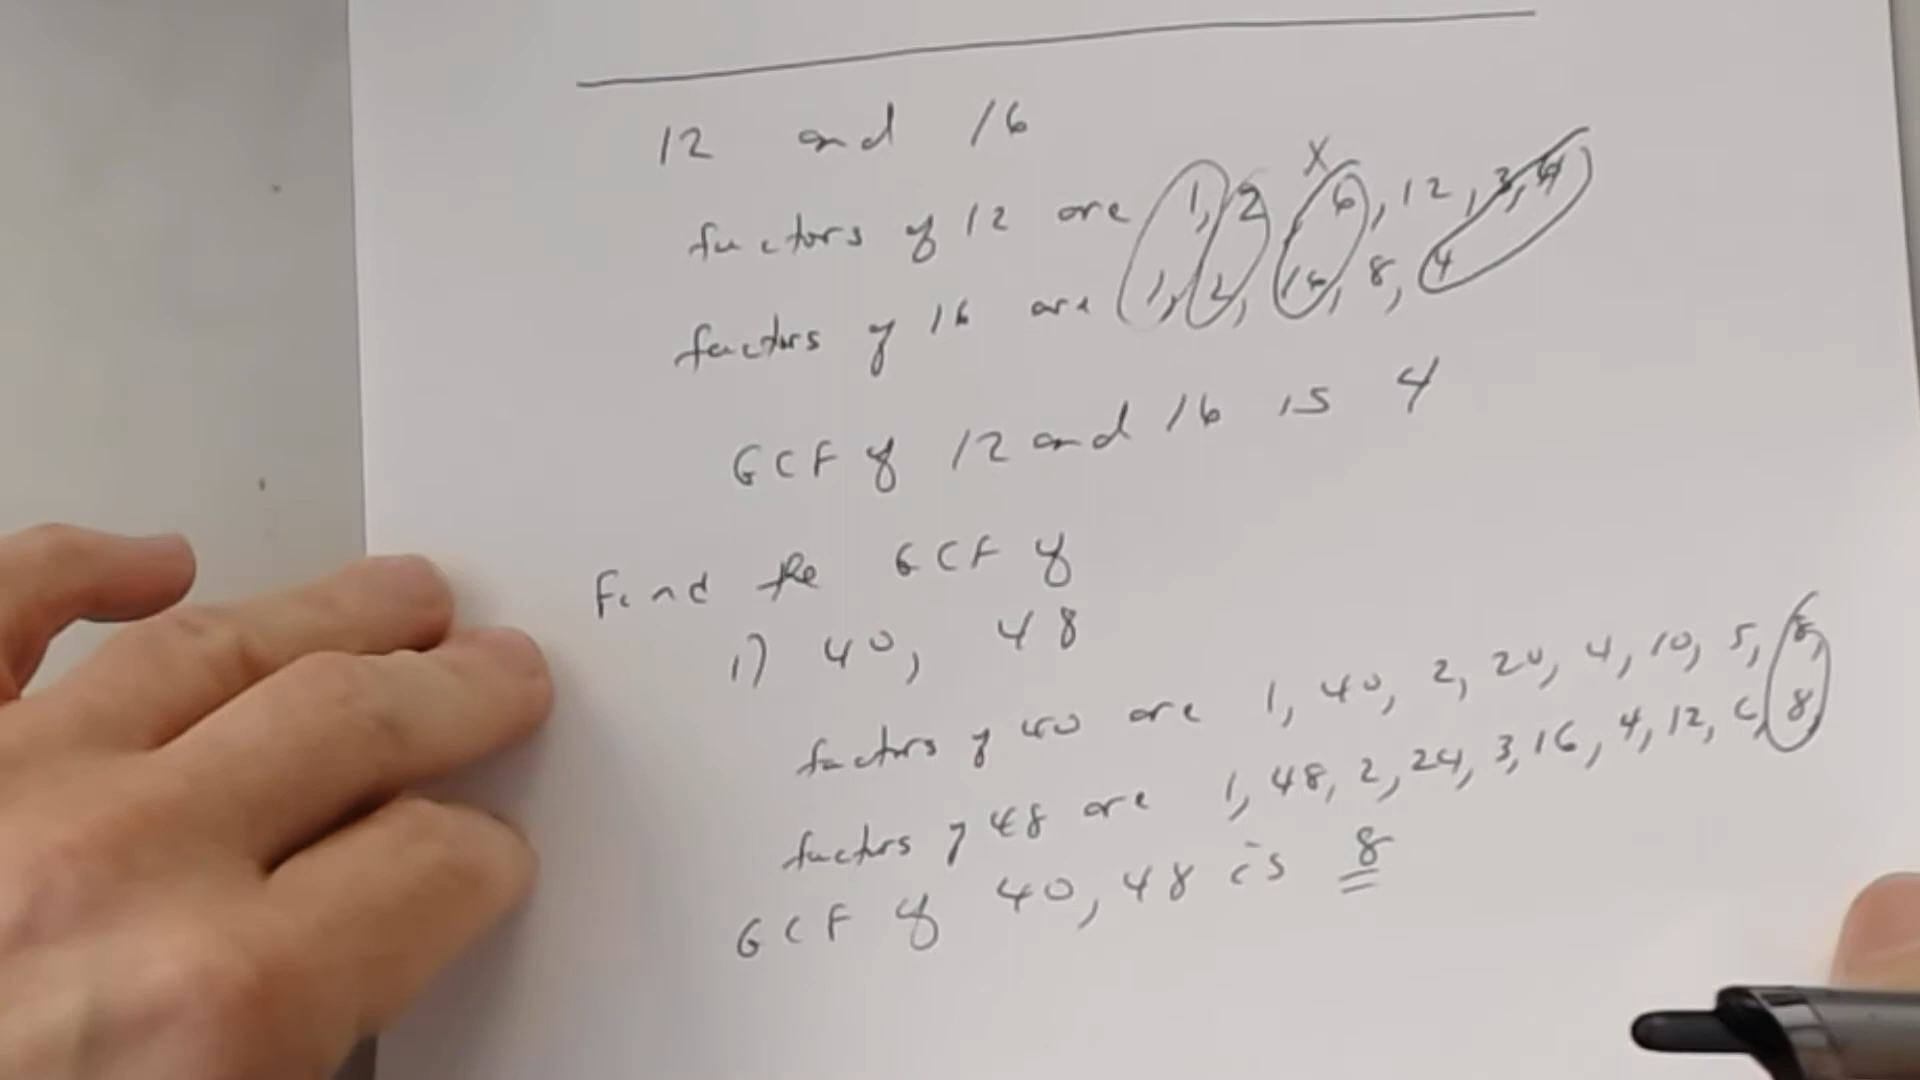 12 and 16
X
factors of 12 are 1, 2 6, 12, 3, 4
factors of 16 are 1, 2, 16, 8, 4
GCF of 12 and 16 is 4
Find the GCF of
1) 40, 48
factors of 40 are 1, 40, 2, 20, 4, 10, 5, 8,
factors of 48 are 1, 48, 2, 24, 3, 16, 4, 12, 6, 8,
GCF of 40, 48 is 8